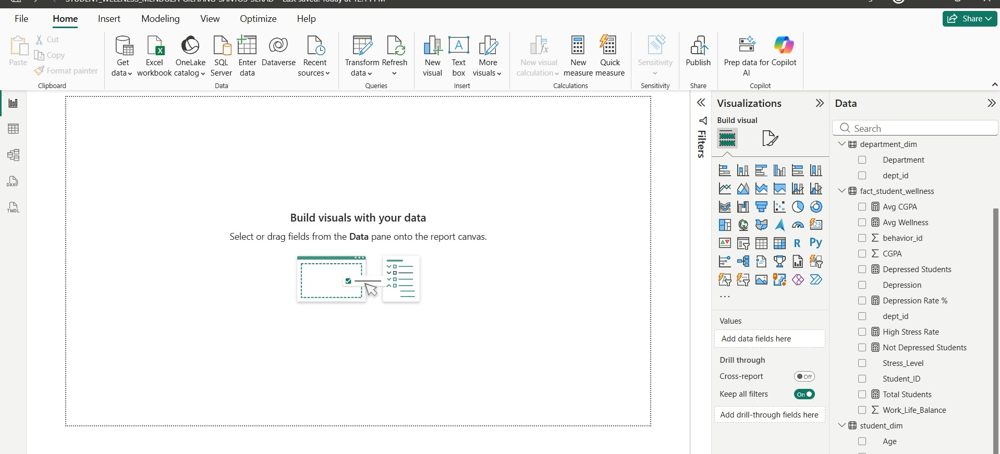 File Home Insert Modeling View Optimize Help Share
Paste
Cut
Copy
Format painter
Clipboard
Get data
Excel workbook
OneLake catalog
SQL Server
Enter data
Dataverse
Recent sources
Data
Transform data
Refresh
Queries
New visual
Text box
More visuals
Insert
New visual calculation
New measure
Quick measure
Calculations
Sensitivity
Sensitivity
Publish
Share
Prep data for AI
Copilot
Copilot
DAX
TMDL
Build visuals with your data
Select or drag fields from the Data pane onto the report canvas.
Filters
Visualizations
Build visual
123
R
Py
A
...
Values
Add data fields here
Drill through
Cross-report
Off
Keep all filters
On
Add drill-through fields here
Data
Search
department_dim
Department
dept_id
fact_student_wellness
Avg CGPA
Avg Wellness
behavior_id
CGPA
Depressed Students
Depression
Depression Rate %
dept_id
High Stress Rate
Not Depressed Students
Stress_Level
Student_ID
Total Students
Work_Life_Balance
student_dim
Age